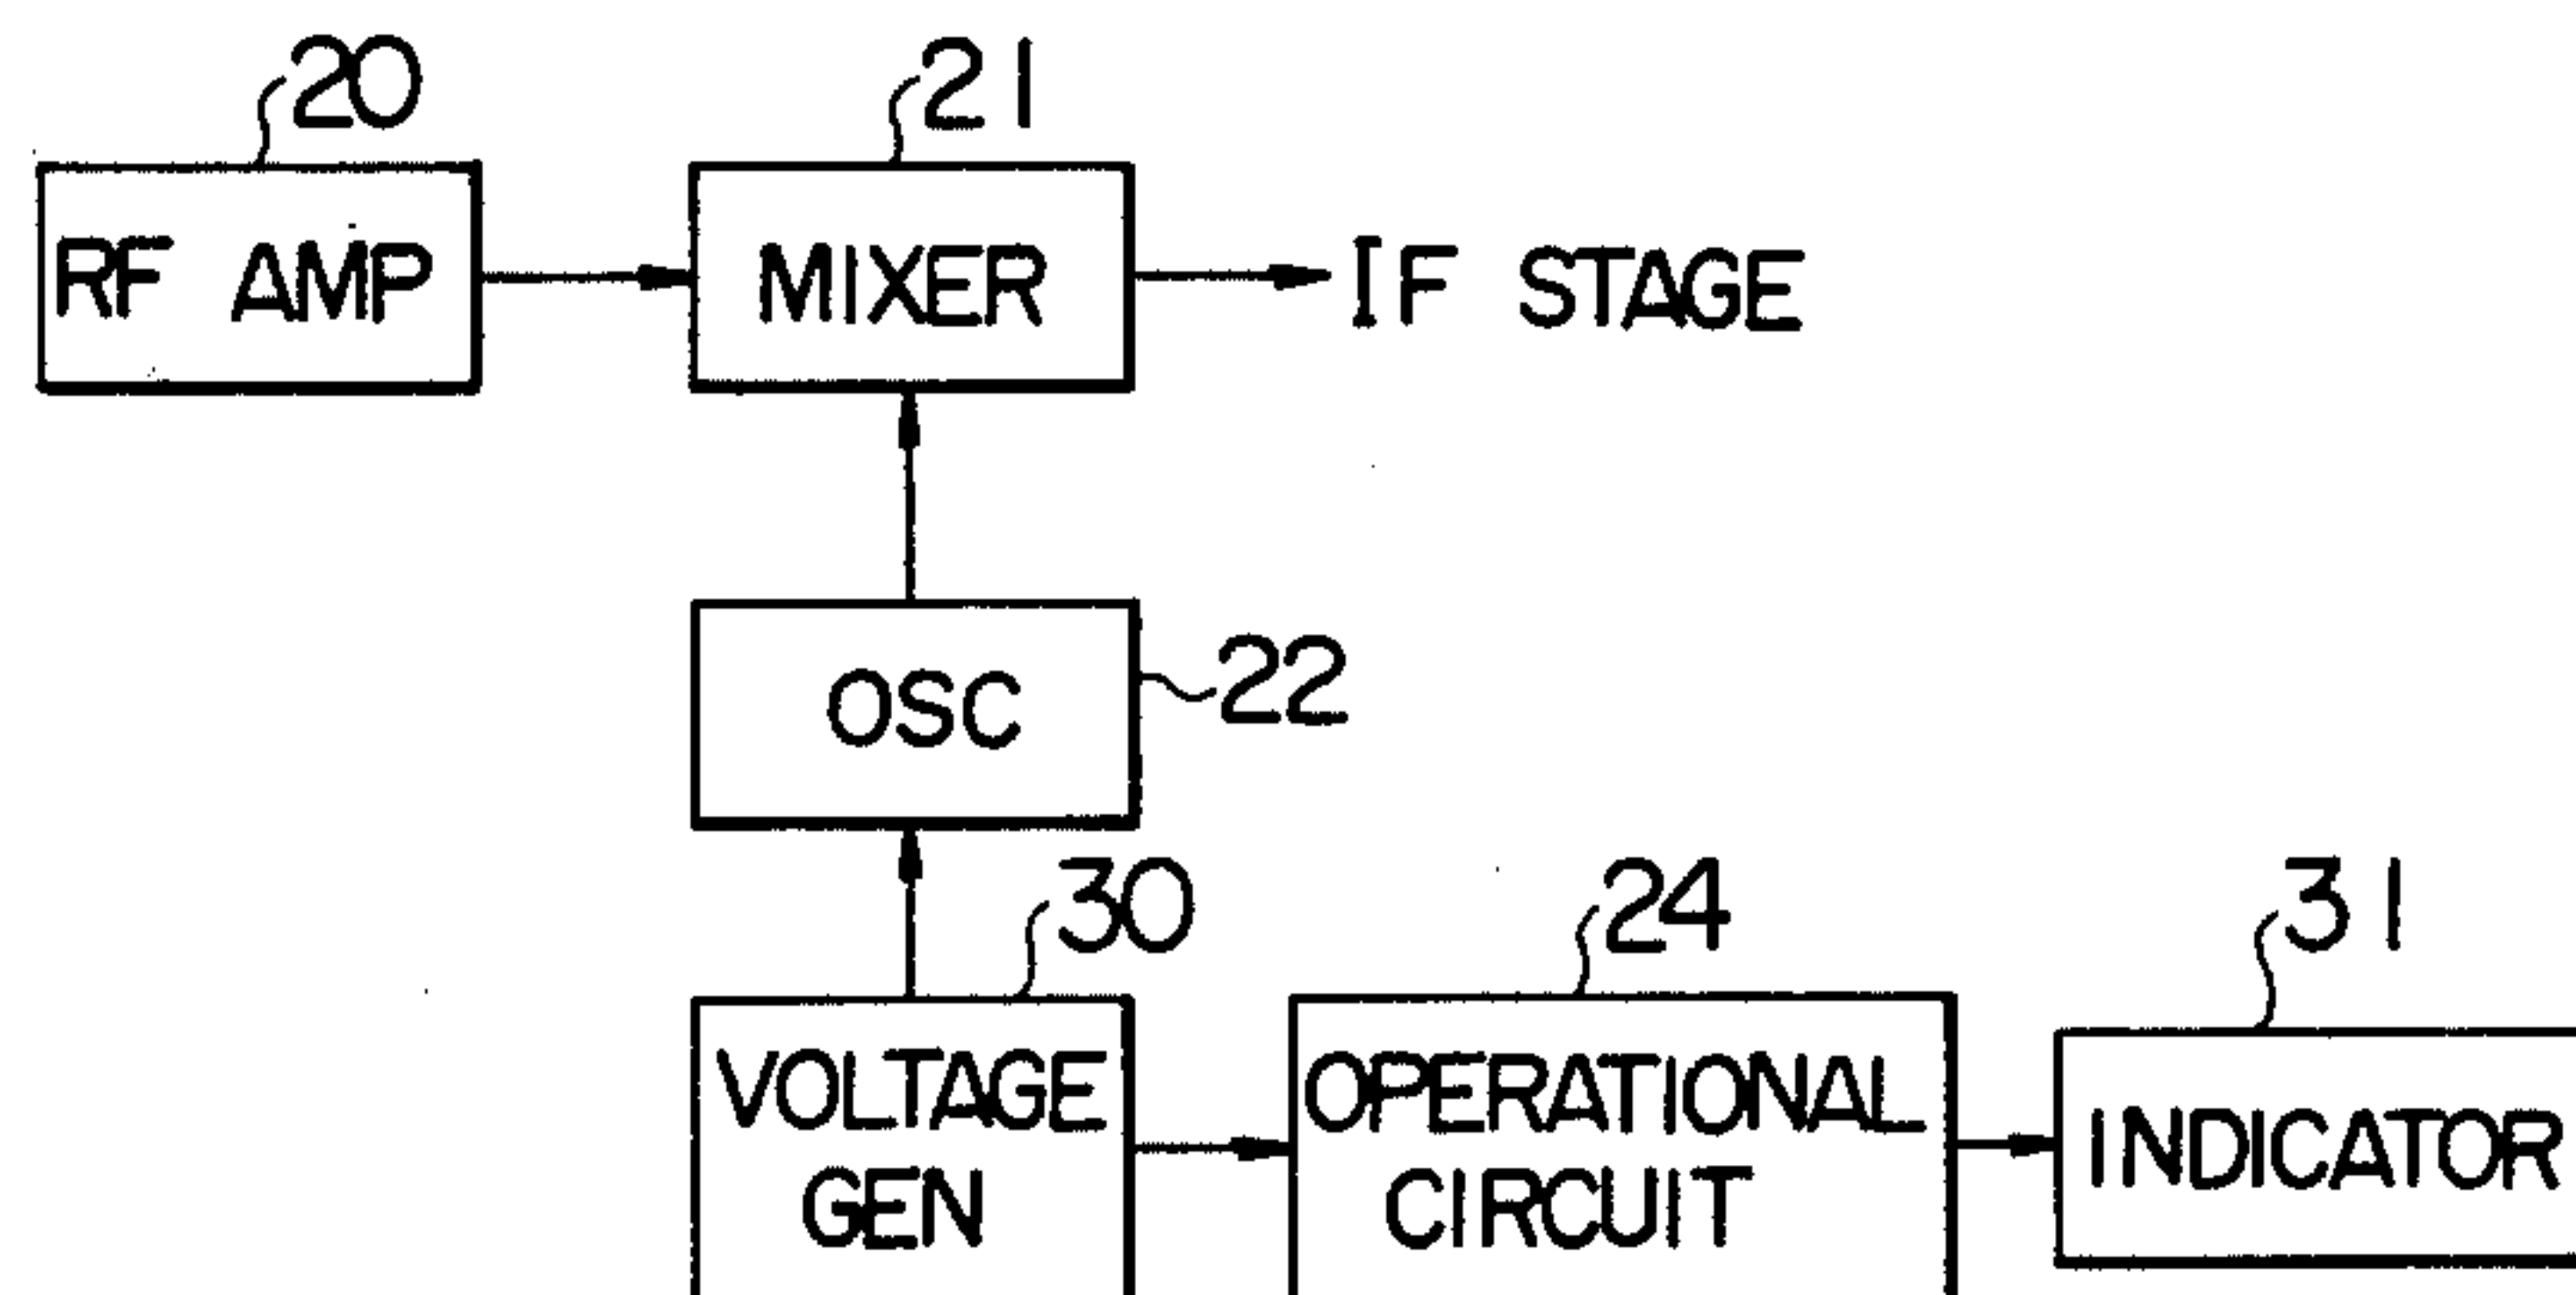 20
21
RF AMP
MIXER
IF STAGE
OSC
22
30
24
31
VOLTAGE
GEN
OPERATIONAL
CIRCUIT
INDICATOR